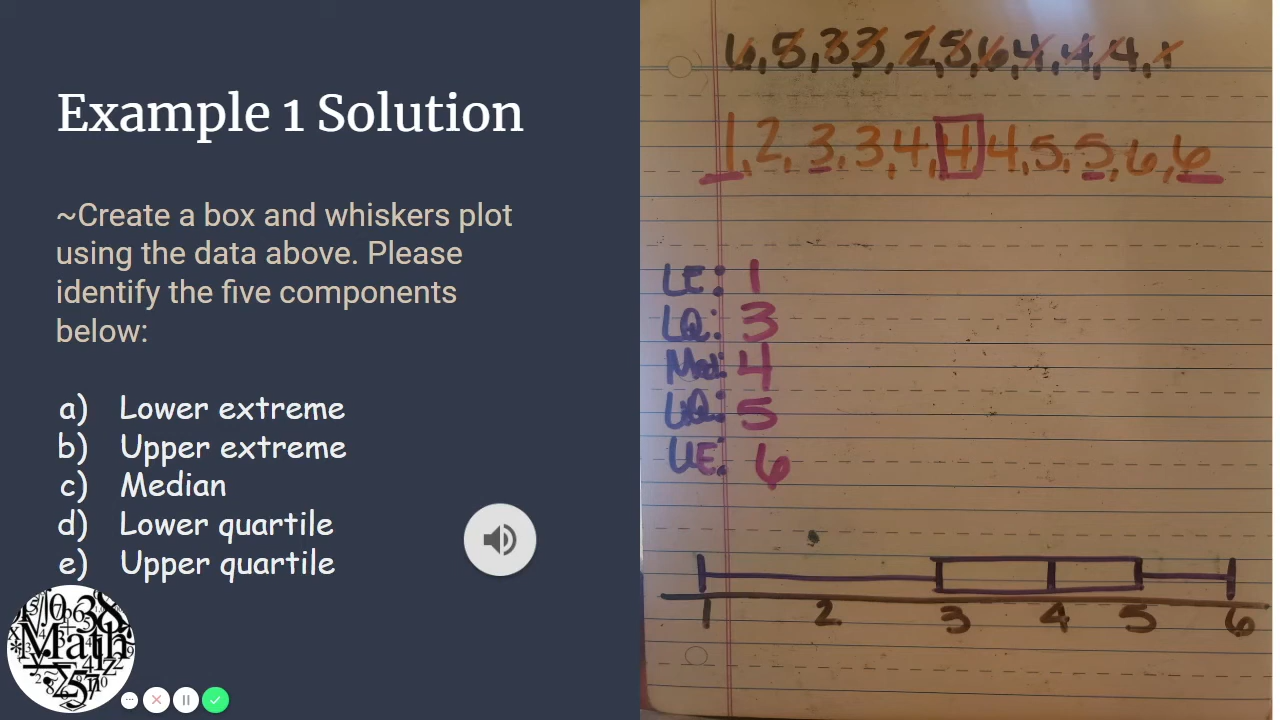 Example 1 Solution
~Create a box and whiskers plot
using the data above. Please
identify the five components
below:
a) Lower extreme
b) Upper extreme
c) Median
d) Lower quartile
e) Upper quartile
Math
6, 5, 3, 3, 2, 5, 6, 4, 4, 4, 1
1, 2, 3, 3, 4, 4, 4, 5, 5, 6, 6
LE: 1
LQ: 3
Med: 4
UQ: 5
UE: 6
1 2 3 4 5 6